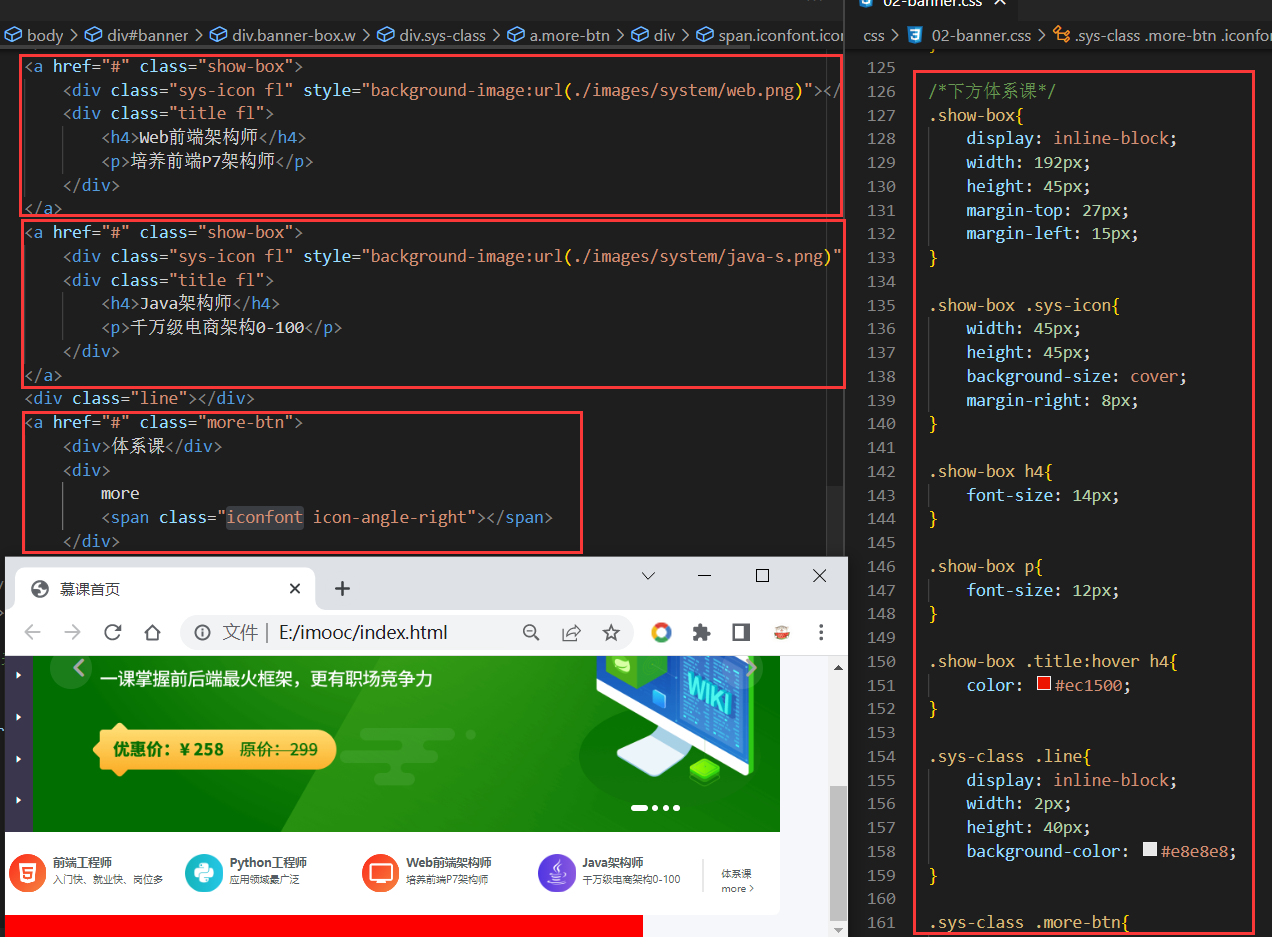 02-banner.css
body > div#banner > div.banner-box.w > div.sys-class > a.more-btn > div > span.iconfont.icon
css > 02-banner.css > .sys-class .more-btn .iconfon
<a href="#" class="show-box">
<div class="sys-icon fl" style="background-image:url(./images/system/web.png)"></
<div class="title fl">
<h4>Web前端架构师</h4>
<p>培养前端P7架构师</p>
</div>
</a>
<a href="#" class="show-box">
<div class="sys-icon fl" style="background-image:url(./images/system/java-s.png)"
<div class="title fl">
<h4>Java架构师</h4>
<p>千万级电商架构0-100</p>
</div>
</a>
<div class="line"></div>
<a href="#" class="more-btn">
<div>体系课</div>
<div>
more
<span class="iconfont icon-angle-right"></span>
</div>
125 }
126 /*下方体系课*/
127 .show-box{
128 display: inline-block;
129 width: 192px;
130 height: 45px;
131 margin-top: 27px;
132 margin-left: 15px;
133 }
134
135 .show-box .sys-icon{
136 width: 45px;
137 height: 45px;
138 background-size: cover;
139 margin-right: 8px;
140 }
141
142 .show-box h4{
143 font-size: 14px;
144 }
145
146 .show-box p{
147 font-size: 12px;
148 }
149
150 .show-box .title:hover h4{
151 color: #ec1500;
152 }
153
154 .sys-class .line{
155 display: inline-block;
156 width: 2px;
157 height: 40px;
158 background-color: #e8e8e8;
159 }
160
161 .sys-class .more-btn{
慕课首页
文件 | E:/imooc/index.html
一课掌握前后端最火框架，更有职场竞争力
WIKI
优惠价：￥258 原价：299
前端工程师
入门快、就业快、岗位多
Python工程师
应用领域最广泛
Web前端架构师
培养前端P7架构师
Java架构师
千万级电商架构0-100
体系课
more >